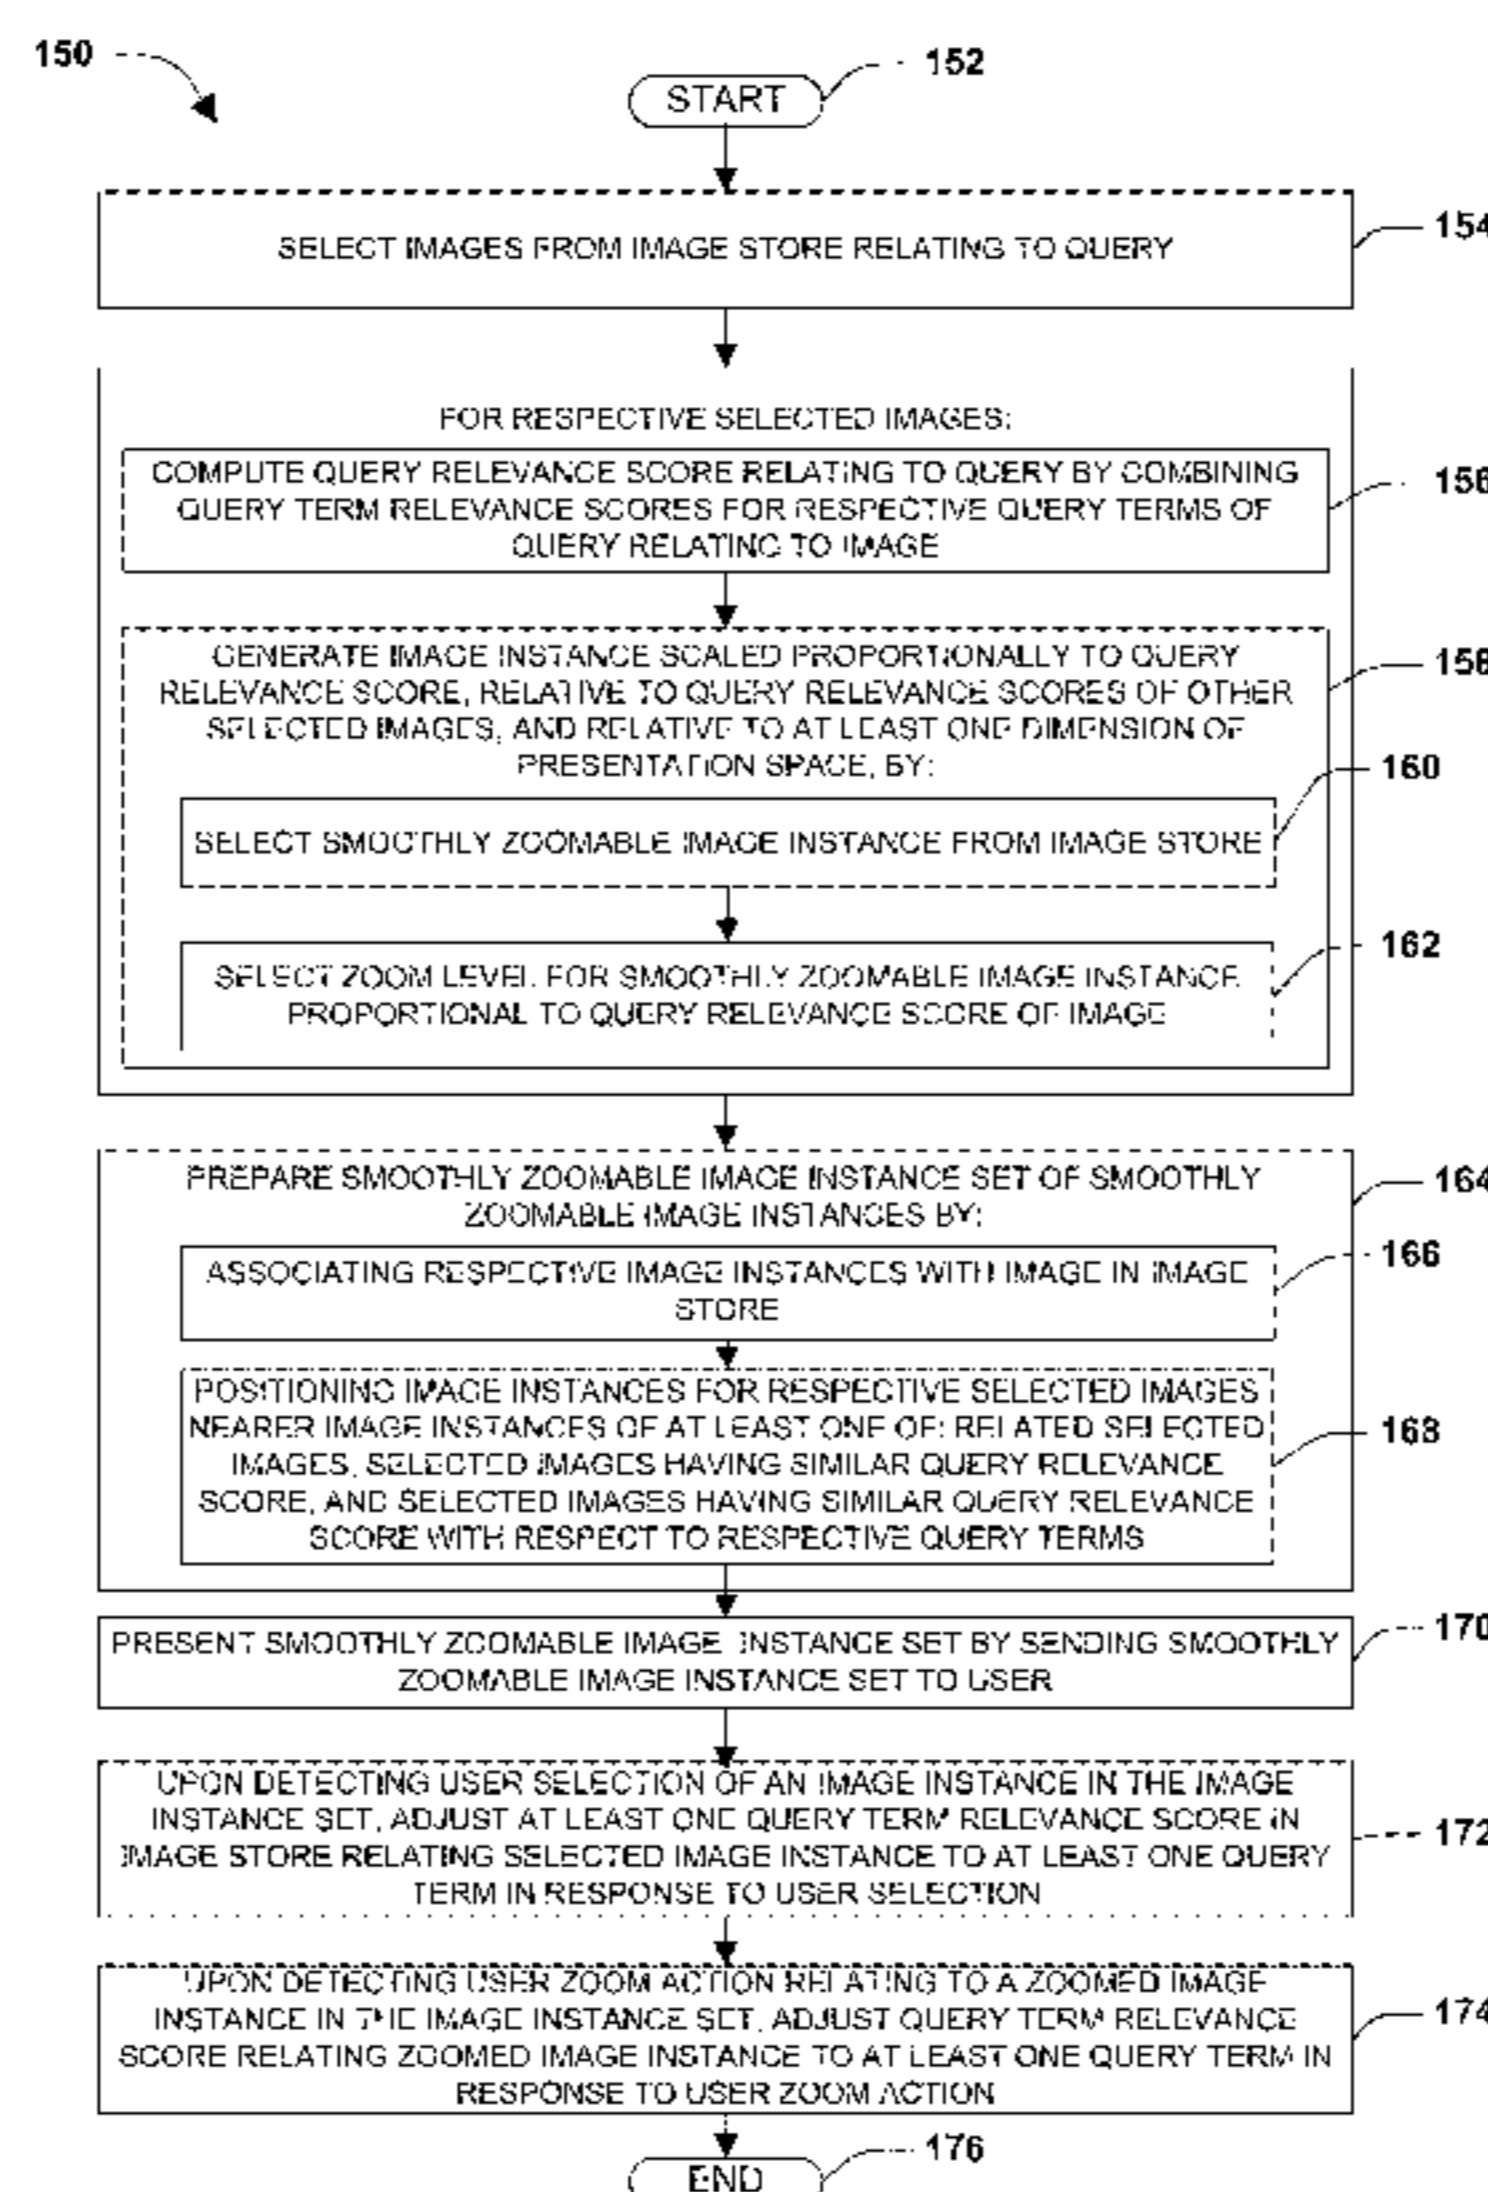 150
152
START
SELECT IMAGES FROM IMAGE STORE RELATING TO QUERY
154
FOR RESPECTIVE SELECTED IMAGES:
COMPUTE QUERY RELEVANCE SCORE RELATING TO QUERY BY COMBINING
QUERY TERM RELEVANCE SCORES FOR RESPECTIVE QUERY TERMS OF
QUERY RELATING TO IMAGE
156
GENERATE IMAGE INSTANCE SCALED PROPORTIONALLY TO QUERY
RELEVANCE SCORE, RELATIVE TO QUERY RELEVANCE SCORES OF OTHER
SELECTED IMAGES, AND RELATIVE TO AT LEAST ONE DIMENSION OF
PRESENTATION SPACE, BY:
158
160
SELECT SMOOTHLY ZOOMABLE IMAGE INSTANCE FROM IMAGE STORE
162
SELECT ZOOM LEVEL FOR SMOOTHLY ZOOMABLE IMAGE INSTANCE
PROPORTIONAL TO QUERY RELEVANCE SCORE OF IMAGE
PREPARE SMOOTHLY ZOOMABLE IMAGE INSTANCE SET OF SMOOTHLY
ZOOMABLE IMAGE INSTANCES BY:
164
166
ASSOCIATING RESPECTIVE IMAGE INSTANCES WITH IMAGE IN IMAGE
STORE
POSITIONING IMAGE INSTANCES FOR RESPECTIVE SELECTED IMAGES
NEARER IMAGE INSTANCES OF AT LEAST ONE OF: RELATED SELECTED
IMAGES, SELECTED IMAGES HAVING SIMILAR QUERY RELEVANCE
SCORE, AND SELECTED IMAGES HAVING SIMILAR QUERY RELEVANCE
SCORE WITH RESPECT TO RESPECTIVE QUERY TERMS
168
PRESENT SMOOTHLY ZOOMABLE IMAGE INSTANCE SET BY SENDING SMOOTHLY
ZOOMABLE IMAGE INSTANCE SET TO USER
170
UPON DETECTING USER SELECTION OF AN IMAGE INSTANCE IN THE IMAGE
INSTANCE SET, ADJUST AT LEAST ONE QUERY TERM RELEVANCE SCORE IN
IMAGE STORE RELATING SELECTED IMAGE INSTANCE TO AT LEAST ONE QUERY
TERM IN RESPONSE TO USER SELECTION
172
UPON DETECTING USER ZOOM ACTION RELATING TO A ZOOMED IMAGE
INSTANCE IN THE IMAGE INSTANCE SET, ADJUST QUERY TERM RELEVANCE
SCORE RELATING ZOOMED IMAGE INSTANCE TO AT LEAST ONE QUERY TERM IN
RESPONSE TO USER ZOOM ACTION
174
176
END